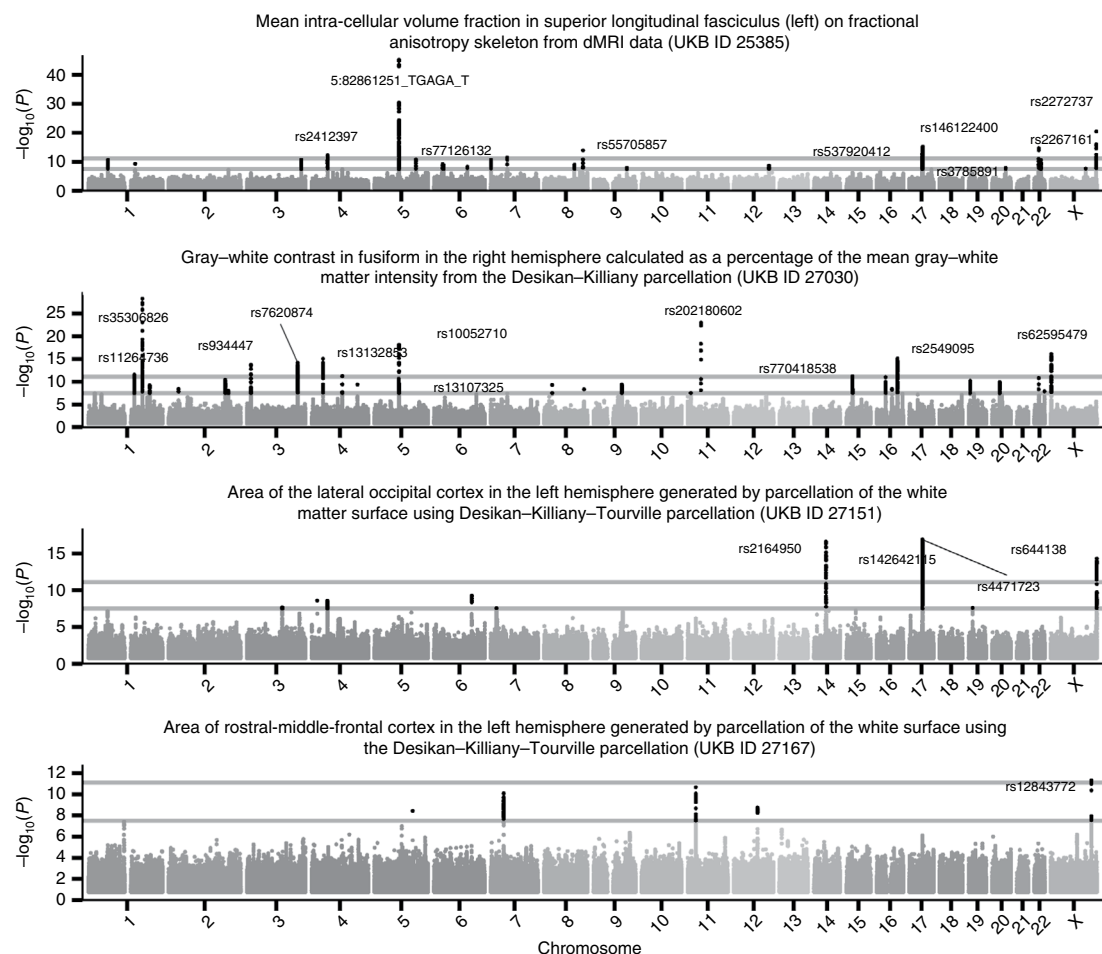 Mean intra-cellular volume fraction in superior longitudinal fasciculus (left) on fractional
anisotropy skeleton from dMRI data (UKB ID 25385)
–log10(P)
40
30
20
10
0
5:82861251_TGAGA_T
rs2272737
rs2412397
rs146122400
rs77126132
rs55705857
rs537920412
rs2267161
rs3785891
1 2 3 4 5 6 7 8 9 10 11 12 13 14 15 16 17 18 19 20 21 22 X
Gray–white contrast in fusiform in the right hemisphere calculated as a percentage of the mean gray–white
matter intensity from the Desikan–Killiany parcellation (UKB ID 27030)
–log10(P)
25
20
15
10
5
0
rs35306826
rs7620874
rs202180602
rs11264736
rs934447
rs13132853
rs10052710
rs13107325
rs770418538
rs2549095
rs62595479
1 2 3 4 5 6 7 8 9 10 11 12 13 14 15 16 17 18 19 20 21 22 X
Area of the lateral occipital cortex in the left hemisphere generated by parcellation of the white
matter surface using Desikan–Killiany–Tourville parcellation (UKB ID 27151)
–log10(P)
15
10
5
0
rs2164950
rs142642115
rs644138
rs4471723
1 2 3 4 5 6 7 8 9 10 11 12 13 14 15 16 17 18 19 20 21 22 X
Area of rostral-middle-frontal cortex in the left hemisphere generated by parcellation of the white surface using
the Desikan–Killiany–Tourville parcellation (UKB ID 27167)
–log10(P)
12
10
8
6
4
2
0
rs12843772
1 2 3 4 5 6 7 8 9 10 11 12 13 14 15 16 17 18 19 20 21 22 X
Chromosome